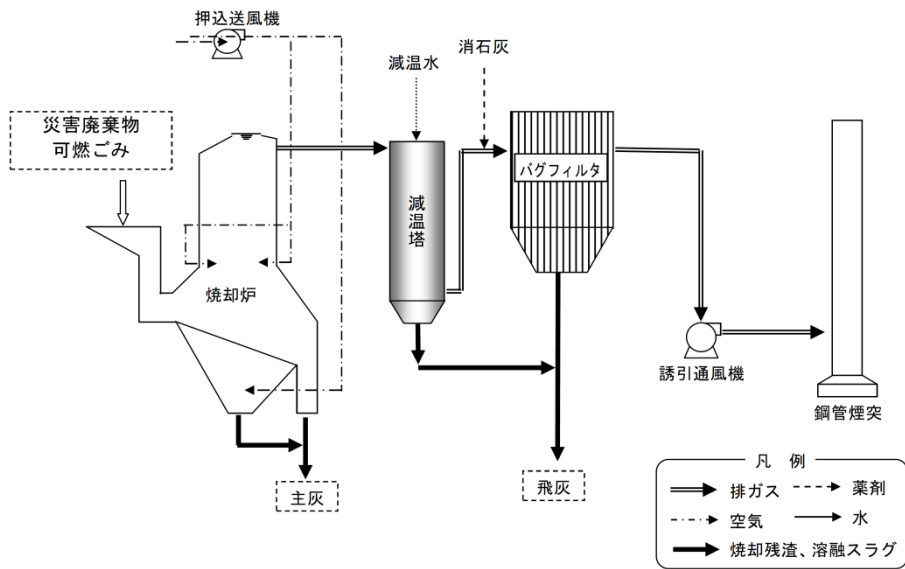 押込送風機
消石灰
減温水
災害廃棄物
可燃ごみ
バグフィルタ
減温塔
焼却炉
誘引通風機
鋼管煙突
主灰
飛灰
凡 例
排ガス
薬剤
空気
水
焼却残渣、溶融スラグ